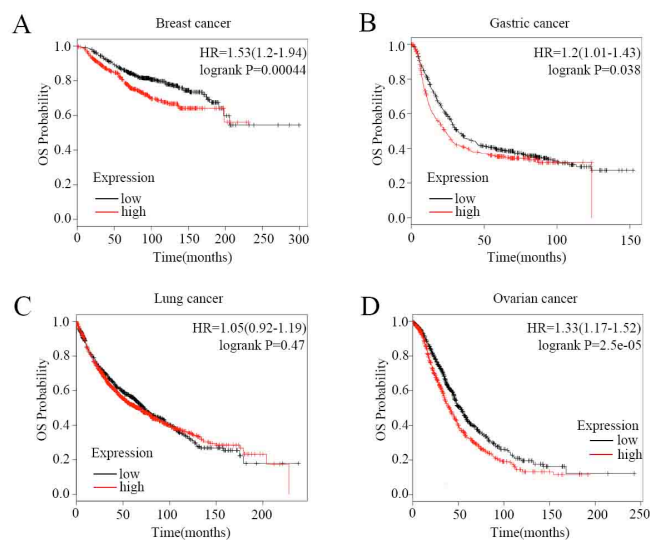 A
Breast cancer
HR=1.53(1.2-1.94)
logrank P=0.00044
OS Probability
1.0
0.8
0.6
0.4
0.2
0.0
Expression
low
high
0 50 100 150 200 250 300
Time(months)
B
Gastric cancer
HR=1.2(1.01-1.43)
logrank P=0.038
OS Probability
1.0
0.8
0.6
0.4
0.2
0.0
Expression
low
high
0 50 100 150
Time(months)
C
Lung cancer
HR=1.05(0.92-1.19)
logrank P=0.47
OS Probability
1.0
0.8
0.6
0.4
0.2
0.0
Expression
low
high
0 50 100 150 200
Time(months)
D
Ovarian cancer
HR=1.33(1.17-1.52)
logrank P=2.5e-05
OS Probability
1.0
0.8
0.6
0.4
0.2
0.0
Expression
low
high
0 50 100 150 200 250
Time(months)